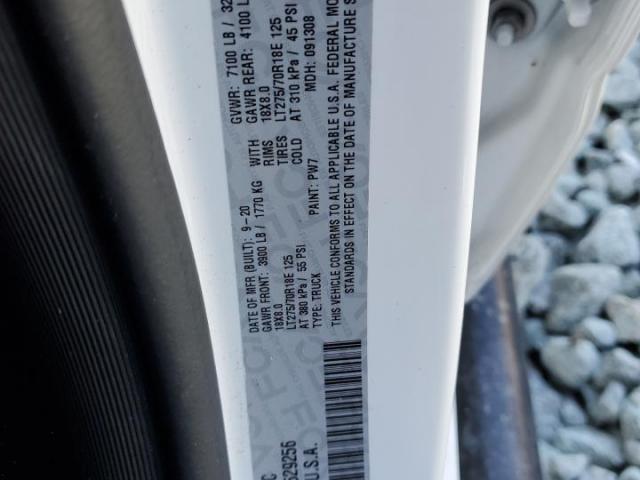 DATE OF MFR (BUILT): 9-20 GVWR: 7100 LB / 32
GAWR FRONT: 3900 LB / 1770 KG WITH GAWR REAR: 4100 L
18X8.0 RIMS 18X8.0
LT275/70R18E 125 TIRES LT275/70R18E 125
AT 380 kPa / 55 PSI COLD AT 310 kPa / 45 PSI
TYPE: TRUCK PAINT: PW7 MDH: 091308
THIS VEHICLE CONFORMS TO ALL APPLICABLE U.S.A. FEDERAL MO
STANDARDS IN EFFECT ON THE DATE OF MANUFACTURE S
C
529256
U.S.A.